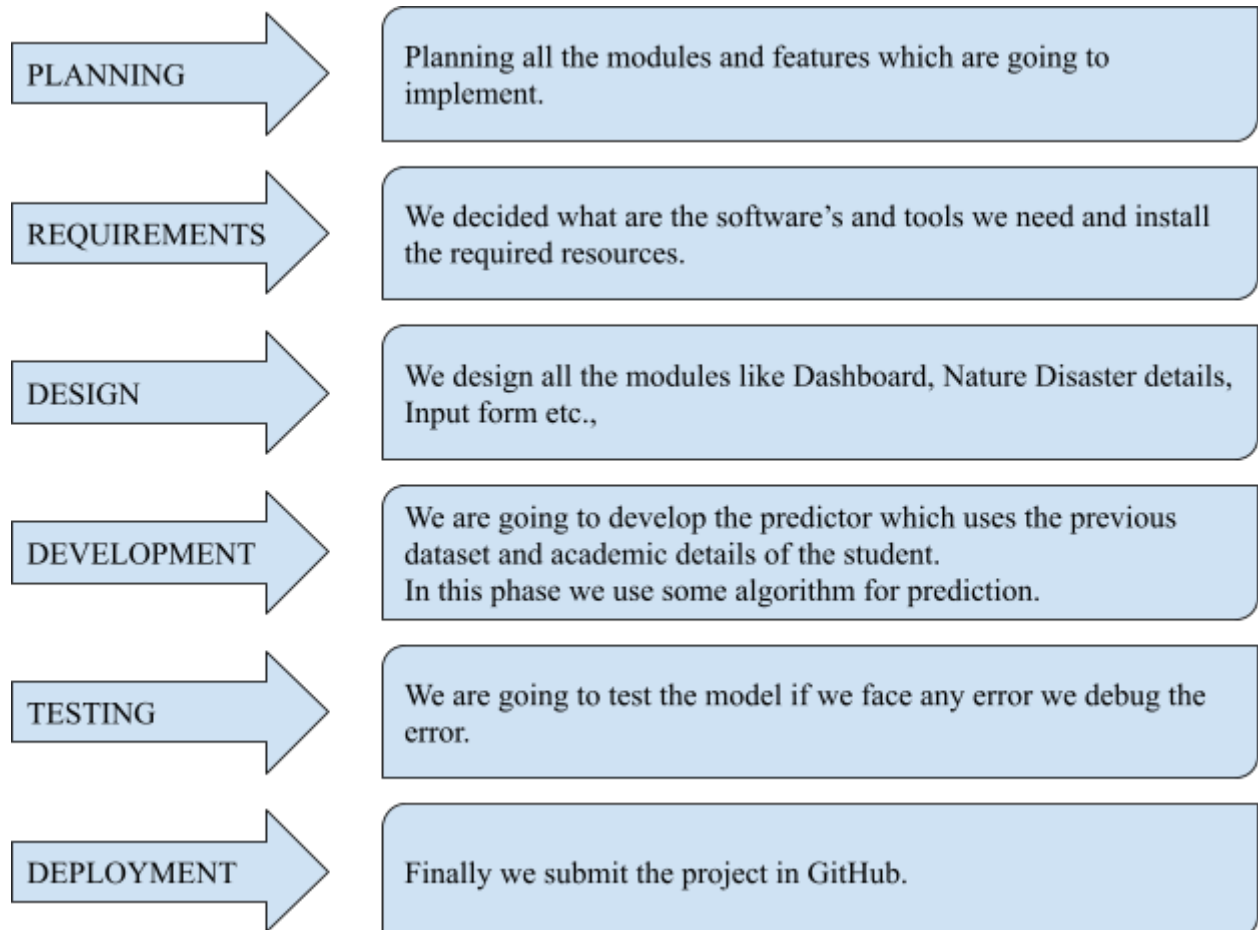 PLANNING
Planning all the modules and features which are going to
implement.
REQUIREMENTS
We decided what are the software’s and tools we need and install
the required resources.
DESIGN
We design all the modules like Dashboard, Nature Disaster details,
Input form etc.,
DEVELOPMENT
We are going to develop the predictor which uses the previous
dataset and academic details of the student.
In this phase we use some algorithm for prediction.
TESTING
We are going to test the model if we face any error we debug the
error.
DEPLOYMENT
Finally we submit the project in GitHub.